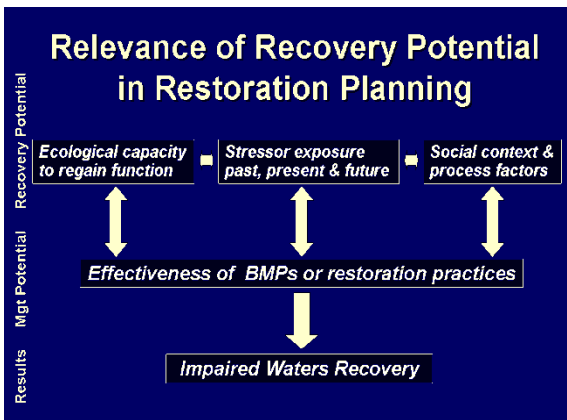 Relevance of Recovery Potential
in Restoration Planning
Recovery Potential
Ecological capacity
to regain function
Stressor exposure
past, present & future
Social context &
process factors
Mgt Potential
Effectiveness of BMPs or restoration practices
Results
Impaired Waters Recovery